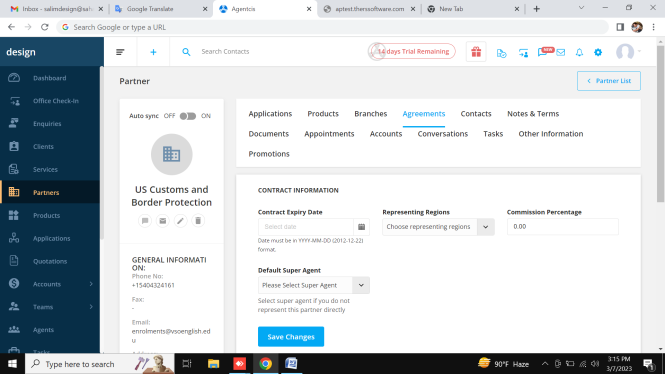 Inbox - salimdesign@saf
Google Translate
Agentcis
aptest.therssoftware.com
New Tab
Search Google or type a URL
design
Search Contacts
14 days Trial Remaining
NEW
Dashboard
Office Check-In
Enquiries
Clients
Services
Partners
Products
Applications
Quotations
Accounts
Teams
Agents
Tasks
Partner
Partner List
Auto sync OFF ON
US Customs and
Border Protection
GENERAL INFORMATI
ON:
Phone No:
+15404324161
Fax:
-
Email:
enrolments@vsoenglish.ed
u
Applications Products Branches Agreements Contacts Notes & Terms
Documents Appointments Accounts Conversations Tasks Other Information
Promotions
CONTRACT INFORMATION
Contract Expiry Date Representing Regions Commission Percentage
Select date Choose representing regions 0.00
Date must be in YYYY-MM-DD (2012-12-22)
format.
Default Super Agent
Please Select Super Agent
Select super agent if you do not
represent this partner directly
Save Changes
Type here to search
90°F Haze
3:15 PM
3/7/2023